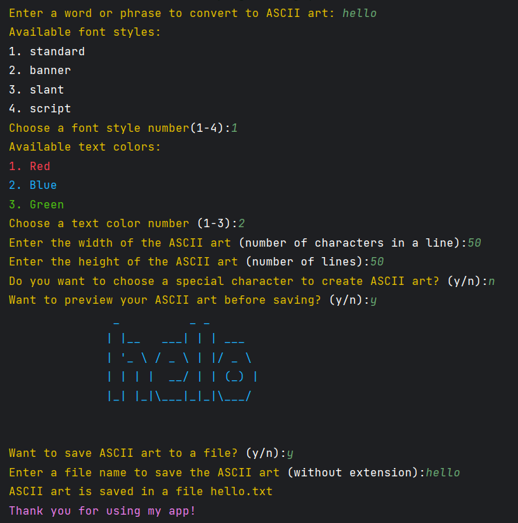 Enter a word or phrase to convert to ASCII art: hello
Available font styles:
1. standard
2. banner
3. slant
4. script
Choose a font style number(1-4):1
Available text colors:
1. Red
2. Blue
3. Green
Choose a text color number (1-3):2
Enter the width of the ASCII art (number of characters in a line):50
Enter the height of the ASCII art (number of lines):50
Do you want to choose a special character to create ASCII art? (y/n):n
Want to preview your ASCII art before saving? (y/n):y
               _          _ _
              | |__   ___| | | ___
              | '_ \ / _ \ | |/ _ \
              | | | |  __/ | | (_) |
              |_| |_|\___|_|_|\___/
Want to save ASCII art to a file? (y/n):y
Enter a file name to save the ASCII art (without extension):hello
ASCII art is saved in a file hello.txt
Thank you for using my app!